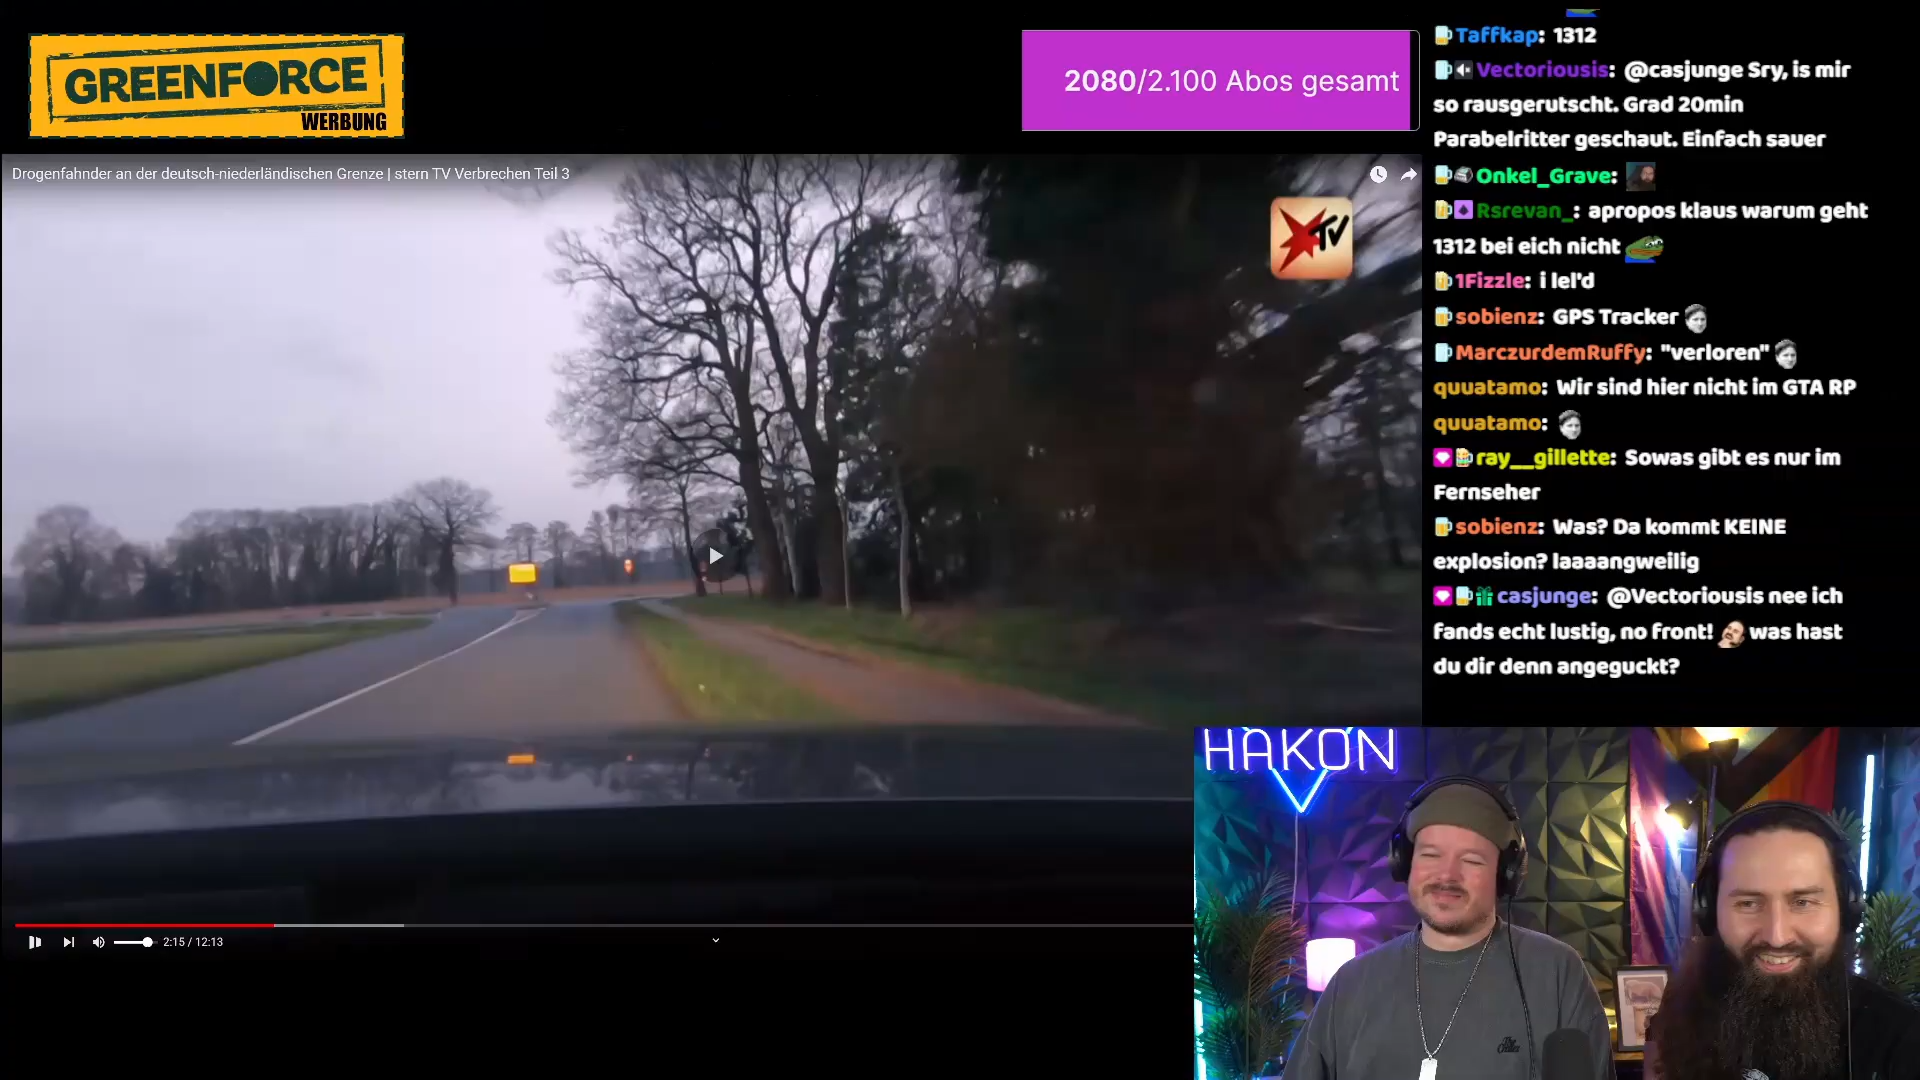 GREENFORCE
WERBUNG
2080/2.100 Abos gesamt
Drogenfahnder an der deutsch-niederländischen Grenze | stern TV Verbrechen Teil 3
TV
2:15 / 12:13
Taffkap: 1312
Vectoriousis: @casjunge Sry, is mir
so rausgerutscht. Grad 20min
Parabelritter geschaut. Einfach sauer
Onkel_Grave:
Rsrevan_: apropos klaus warum geht
1312 bei eich nicht
1Fizzle: i lel'd
sobienz: GPS Tracker
MarczurdemRuffy: "verloren"
quuatamo: Wir sind hier nicht im GTA RP
quuatamo:
ray__gillette: Sowas gibt es nur im
Fernseher
sobienz: Was? Da kommt KEINE
explosion? laaaangweilig
casjunge: @Vectoriousis nee ich
fands echt lustig, no front! was hast
du dir denn angeguckt?
HAKON